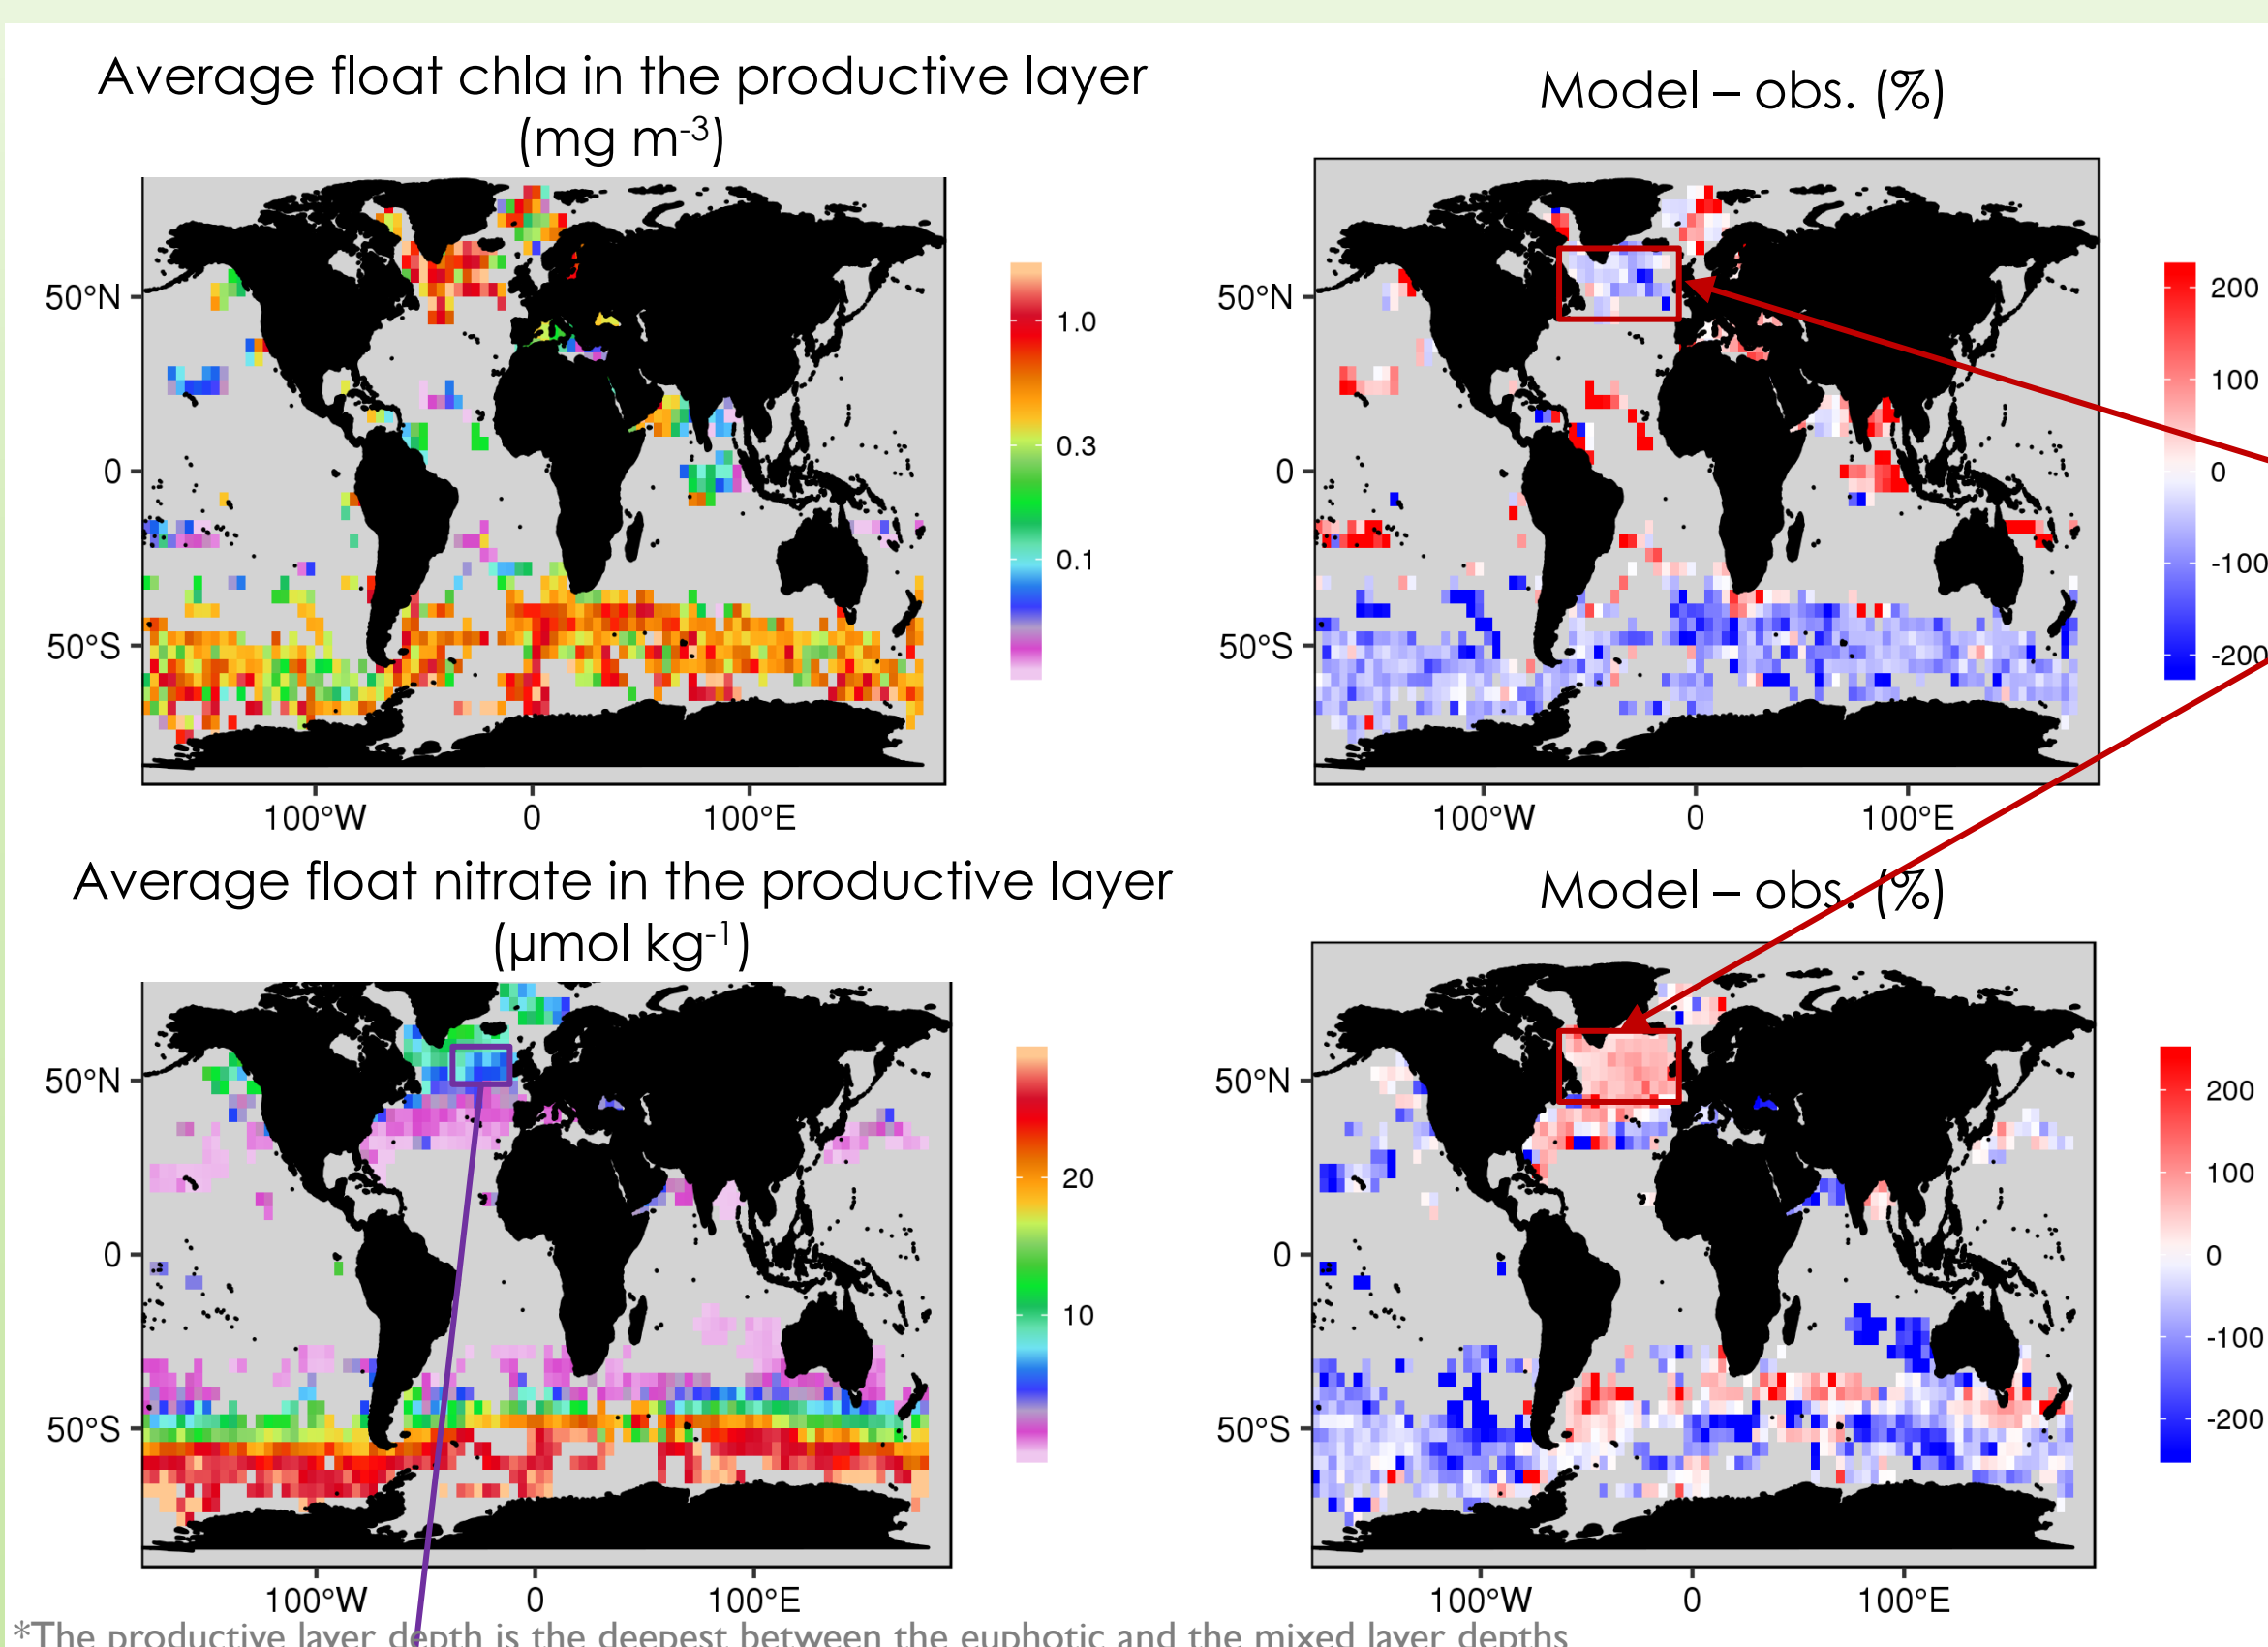 Average float chla in the productive layer
(mg m-3)
Model – obs. (%)
50°N
0
50°S
100°W
0
100°E
1.0
0.3
0.1
50°N
0
50°S
100°W
0
100°E
200
100
0
-100
-200
Average float nitrate in the productive layer
(µmol kg-1)
Model – obs. (%)
50°N
0
50°S
100°W
0
100°E
20
10
50°N
0
50°S
100°W
0
100°E
200
100
0
-100
-200
*The productive layer depth is the deepest between the euphotic and the mixed layer depths